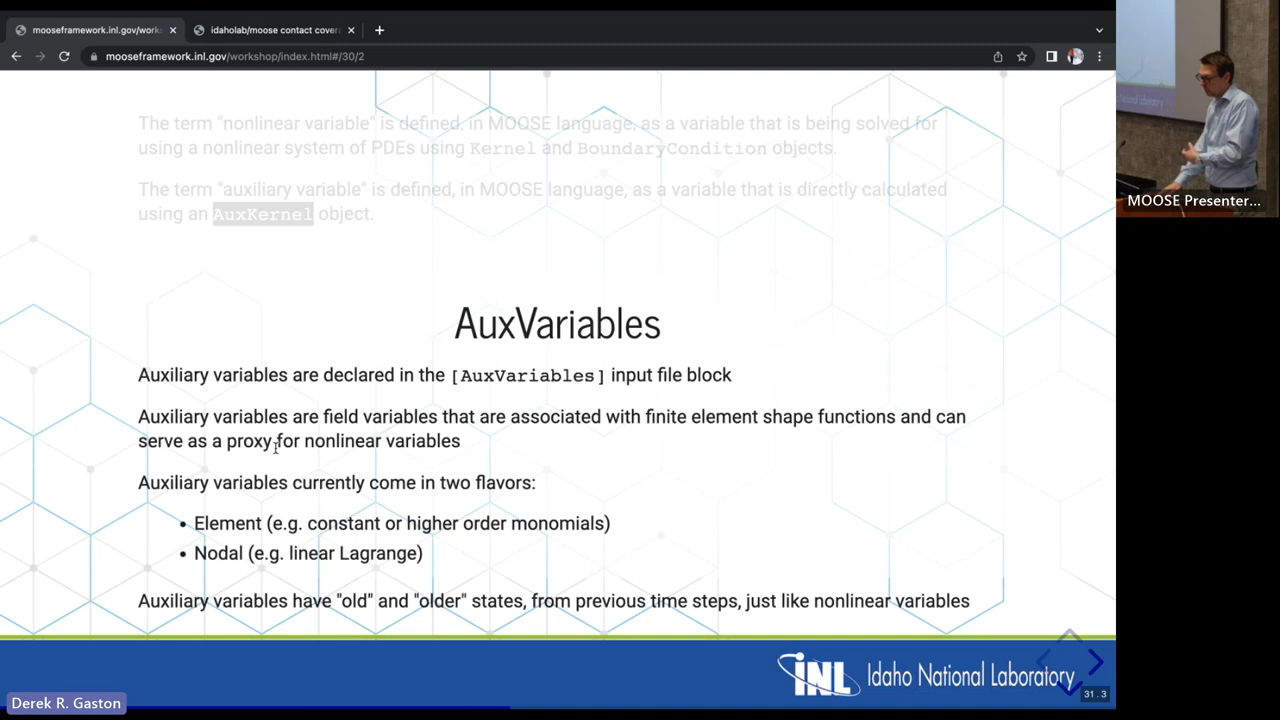 mooseframework.inl.gov/works
idaholab/moose contact cover
mooseframework.inl.gov/workshop/index.html#/30/2
The term "nonlinear variable" is defined, in MOOSE language, as a variable that is being solved for
using a nonlinear system of PDEs using Kernel and BoundaryCondition objects.
The term "auxiliary variable" is defined, in MOOSE language, as a variable that is directly calculated
using an AuxKernel object.
AuxVariables
Auxiliary variables are declared in the [AuxVariables] input file block
Auxiliary variables are field variables that are associated with finite element shape functions and can
serve as a proxy for nonlinear variables
Auxiliary variables currently come in two flavors:
• Element (e.g. constant or higher order monomials)
• Nodal (e.g. linear Lagrange)
Auxiliary variables have "old" and "older" states, from previous time steps, just like nonlinear variables
INL Idaho National Laboratory
31.3
Derek R. Gaston
MOOSE Presenter...